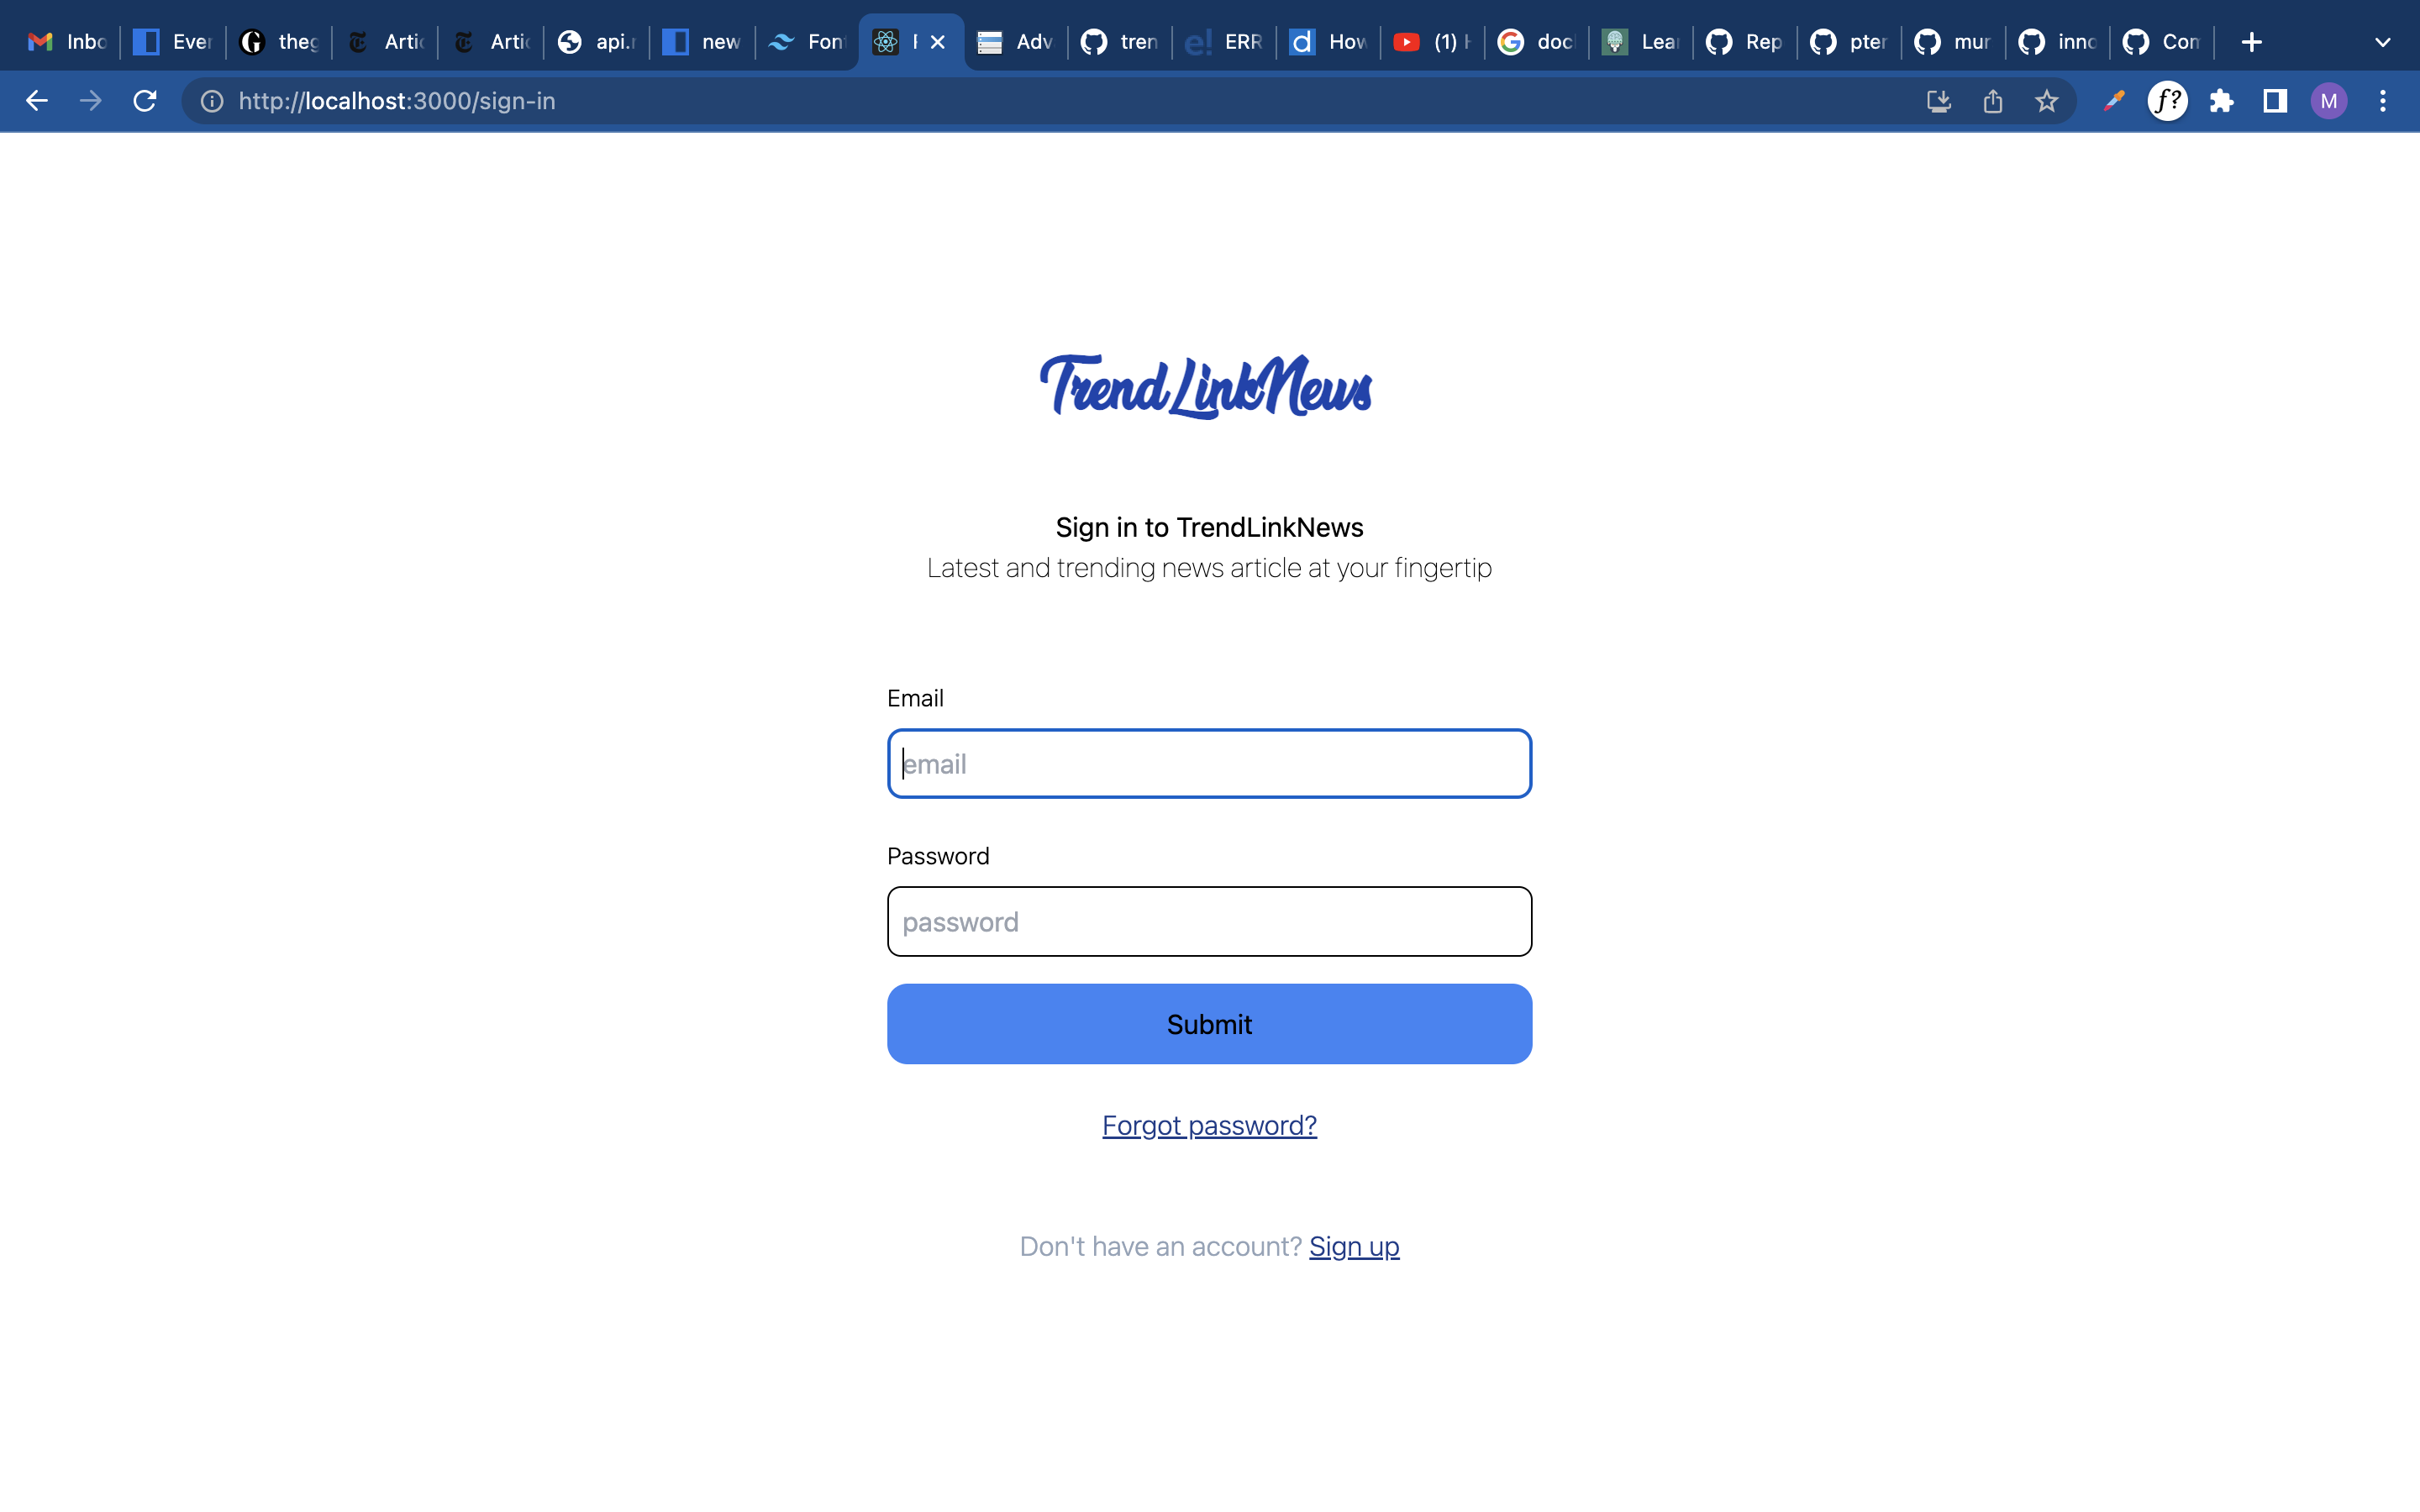 Inbo Ever theg Artic Artic api.r new Font Adv tren ERR How (1) doc Lear Rep pter mur inno Con
http://localhost:3000/sign-in
f? M
TrendLinkNews
Sign in to TrendLinkNews
Latest and trending news article at your fingertip
Email
email
Password
password
Submit
Forgot password?
Don't have an account? Sign up